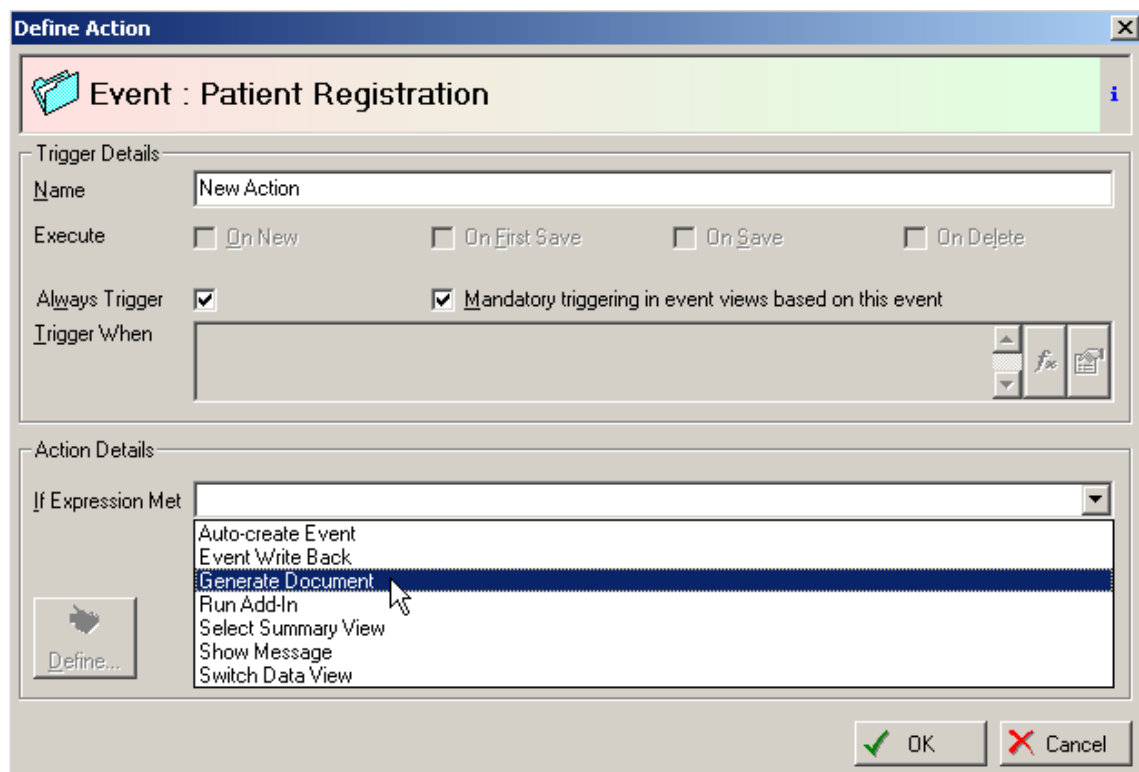 Define Action
Event : Patient Registration
i
Trigger Details
Name
New Action
Execute
On New
On First Save
On Save
On Delete
Always Trigger
Mandatory triggering in event views based on this event
Trigger When
fx
Action Details
If Expression Met
Auto-create Event
Event Write Back
Generate Document
Run Add-In
Select Summary View
Show Message
Switch Data View
Define...
OK
Cancel